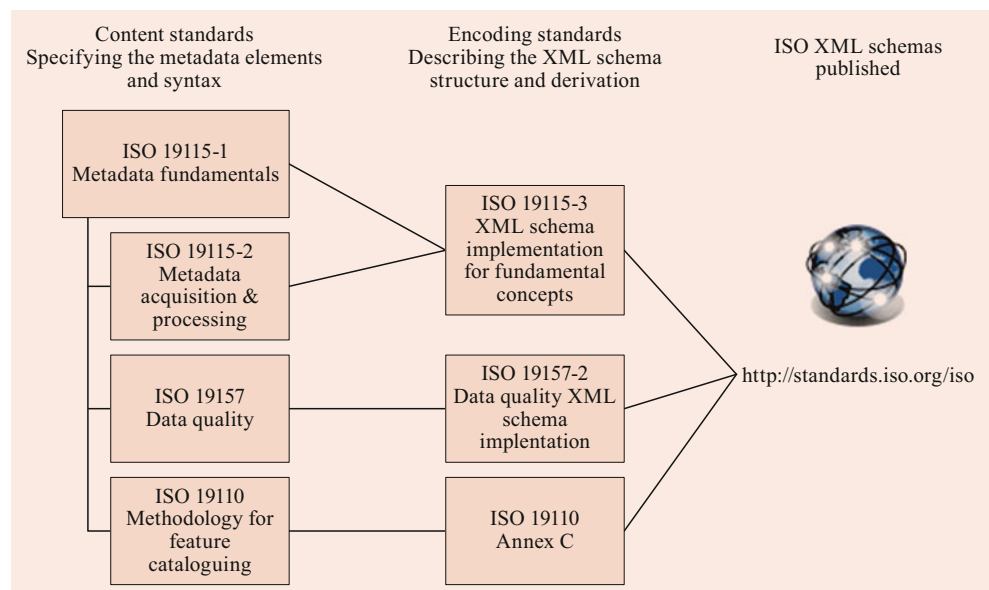 Content standards
Specifying the metadata elements
and syntax
Encoding standards
Describing the XML schema
structure and derivation
ISO XML schemas
published
ISO 19115-1
Metadata fundamentals
ISO 19115-2
Metadata
acquisition &
processing
ISO 19157
Data quality
ISO 19110
Methodology for
feature
cataloguing
ISO 19115-3
XML schema
implementation
for fundamental
concepts
ISO 19157-2
Data quality XML
schema
implentation
ISO 19110
Annex C
http://standards.iso.org/iso